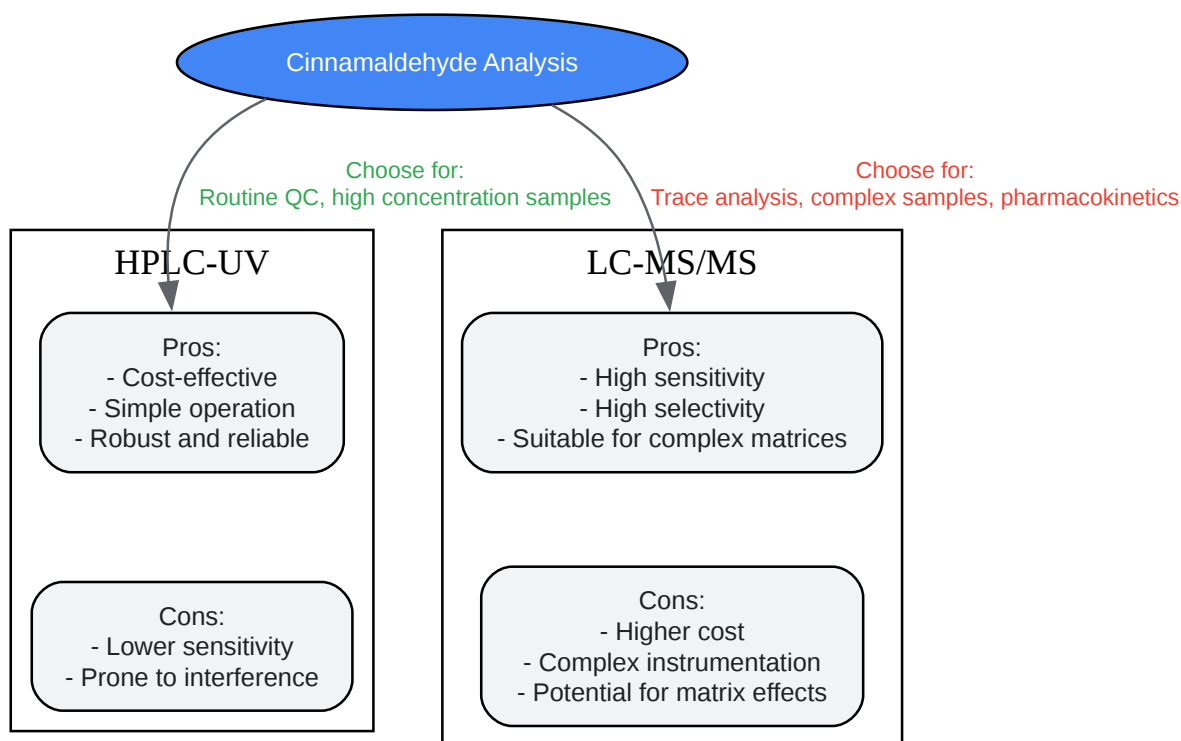 Cinnamaldehyde Analysis
Choose for:
Routine QC, high concentration samples
Choose for:
Trace analysis, complex samples, pharmacokinetics
HPLC-UV
Pros:
- Cost-effective
- Simple operation
- Robust and reliable
Cons:
- Lower sensitivity
- Prone to interference
LC-MS/MS
Pros:
- High sensitivity
- High selectivity
- Suitable for complex matrices
Cons:
- Higher cost
- Complex instrumentation
- Potential for matrix effects